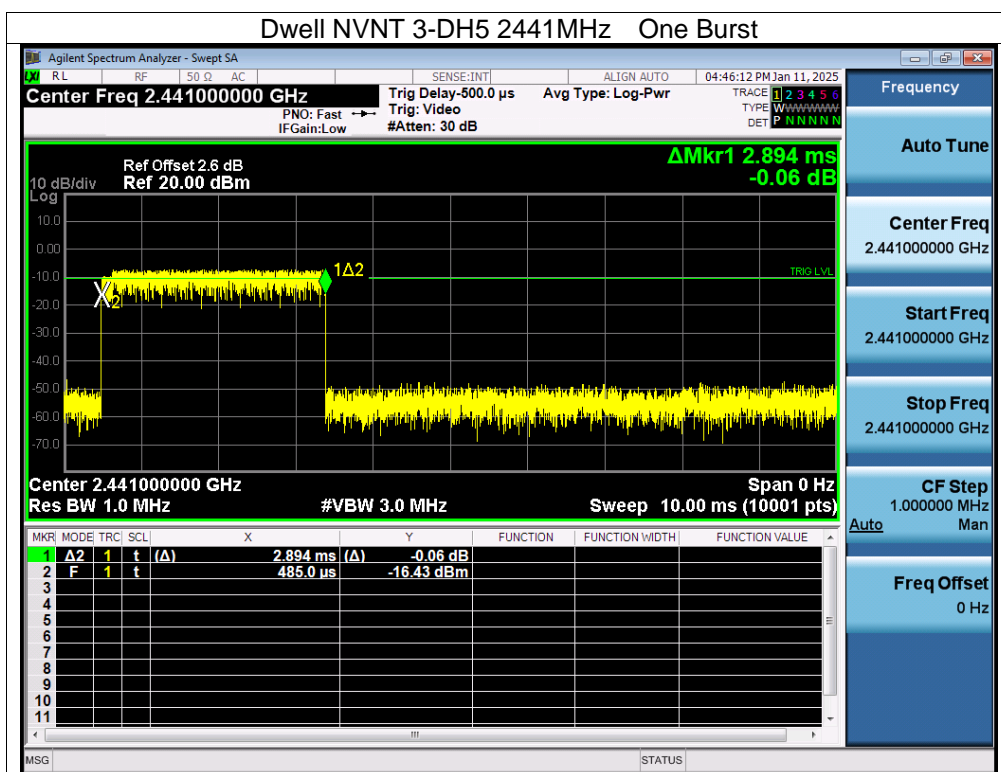 Dwell NVNT 3-DH5 2441MHz One Burst
Agilent Spectrum Analyzer - Swept SA
LXI RL RF 50 Ω AC SENSE:INT ALIGN AUTO 04:46:12 PM Jan 11, 2025
Center Freq 2.441000000 GHz
PNO: Fast
IFGain:Low
Trig Delay-500.0 µs
Trig: Video
#Atten: 30 dB
Avg Type: Log-Pwr
TRACE 1 2 3 4 5 6
TYPE WWWWWW
DET P N N N N N
Frequency
Auto Tune
Center Freq
2.441000000 GHz
Start Freq
2.441000000 GHz
Stop Freq
2.441000000 GHz
CF Step
1.000000 MHz
Auto Man
Freq Offset
0 Hz
ΔMkr1 2.894 ms
-0.06 dB
Ref Offset 2.6 dB
10 dB/div Ref 20.00 dBm
Log
10.0
0.00
-10.0
-20.0
-30.0
-40.0
-50.0
-60.0
-70.0
1Δ2
TRIG LVL
X2
Center 2.441000000 GHz Span 0 Hz
Res BW 1.0 MHz #VBW 3.0 MHz Sweep 10.00 ms (10001 pts)
MKR MODE TRC SCL X Y FUNCTION FUNCTION WIDTH FUNCTION VALUE
1 Δ2 1 t (Δ) 2.894 ms (Δ) -0.06 dB
2 F 1 t 485.0 µs -16.43 dBm
3
4
5
6
7
8
9
10
11
MSG STATUS